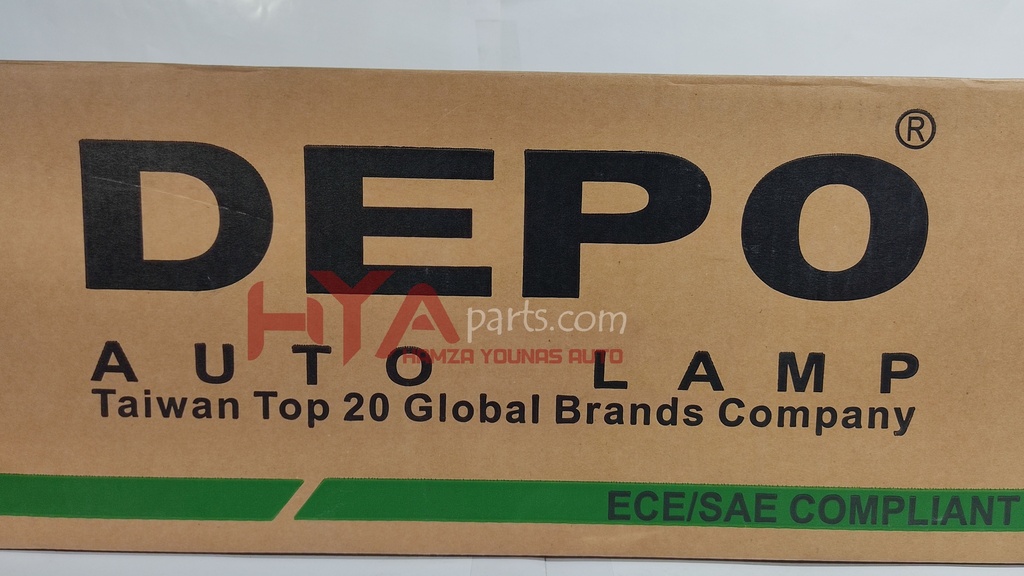 DEPO®
HYAparts.com
HAMZA YOUNAS AUTO
AUTO LAMP
Taiwan Top 20 Global Brands Company
ECE/SAE COMPLIANT